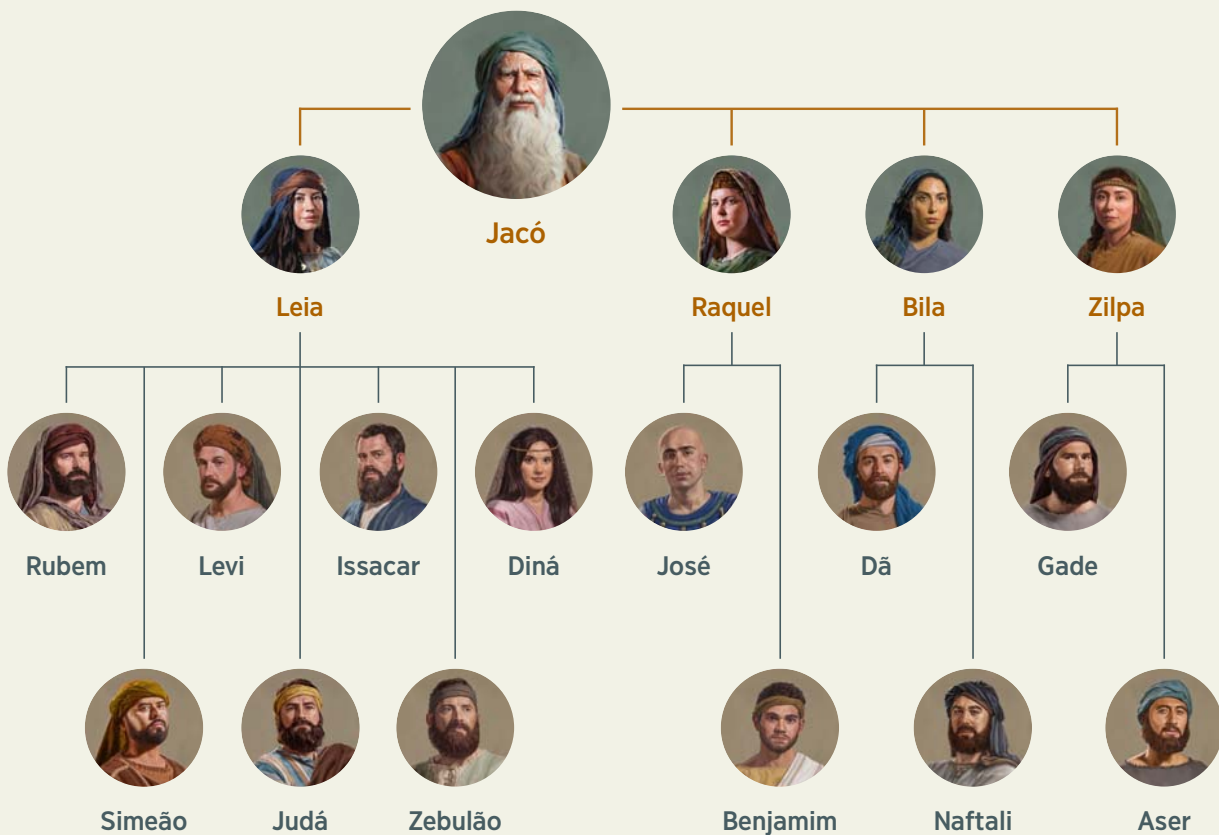 Jacó
Leia
Raquel
Bila
Zilpa
Rubem
Levi
Issacar
Diná
José
Dã
Gade
Simeão
Judá
Zebulão
Benjamim
Naftali
Aser